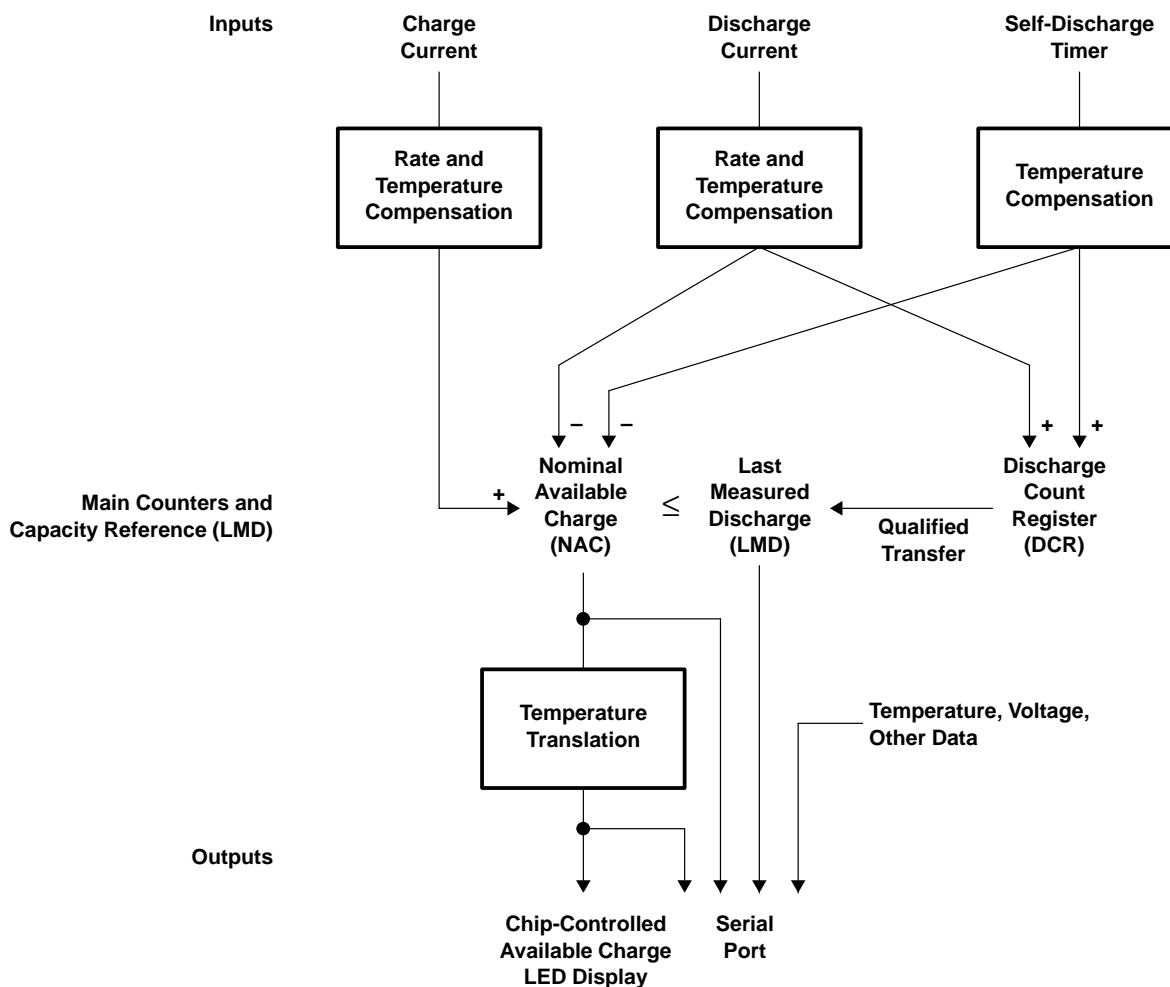 Inputs
Charge
Current
Discharge
Current
Self-Discharge
Timer
Rate and
Temperature
Compensation
Rate and
Temperature
Compensation
Temperature
Compensation
–
–
+
+
Main Counters and
Capacity Reference (LMD)
+
Nominal
Available
Charge
(NAC)
≤
Last
Measured
Discharge
(LMD)
Qualified
Transfer
Discharge
Count
Register
(DCR)
Temperature
Translation
Temperature, Voltage,
Other Data
Outputs
Chip-Controlled
Available Charge
LED Display
Serial
Port